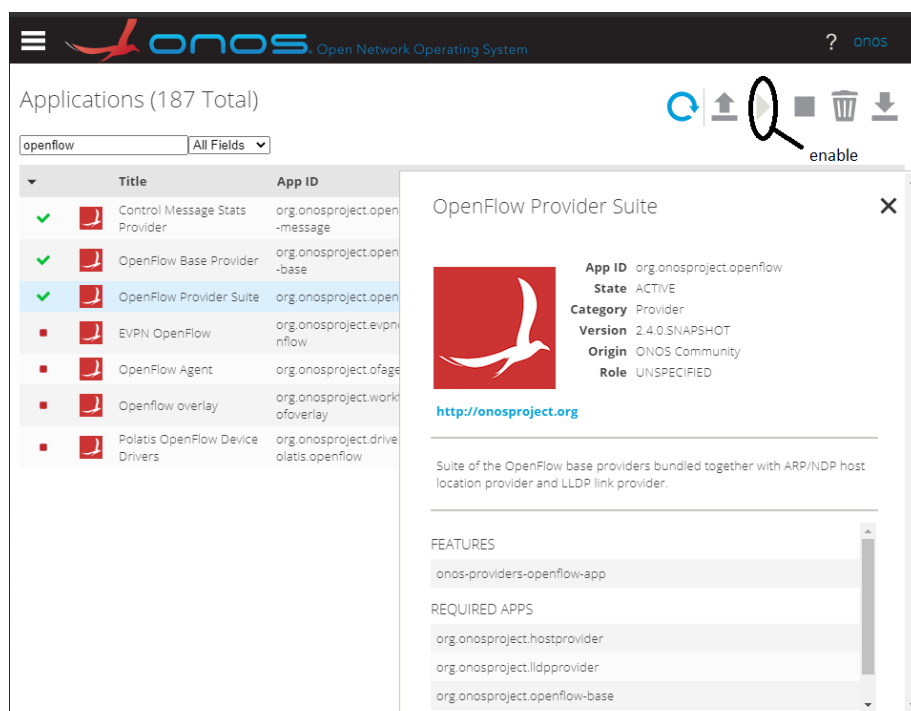 onos. Open Network Operating System
? onos
Applications (187 Total)
enable
openflow
All Fields
Title App ID
Control Message Stats
Provider
org.onosproject.open
-message
OpenFlow Base Provider
org.onosproject.open
-base
OpenFlow Provider Suite
org.onosproject.open
EVPN OpenFlow
org.onosproject.evpn
nflow
OpenFlow Agent
org.onosproject.ofage
Openflow overlay
org.onosproject.work
ofoverlay
Polatis OpenFlow Device
Drivers
org.onosproject.drive
olatis.openflow
OpenFlow Provider Suite
App ID org.onosproject.openflow
State ACTIVE
Category Provider
Version 2.4.0.SNAPSHOT
Origin ONOS Community
Role UNSPECIFIED
http://onosproject.org
Suite of the OpenFlow base providers bundled together with ARP/NDP host
location provider and LLDP link provider.
FEATURES
onos-providers-openflow-app
REQUIRED APPS
org.onosproject.hostprovider
org.onosproject.lldpprovider
org.onosproject.openflow-base